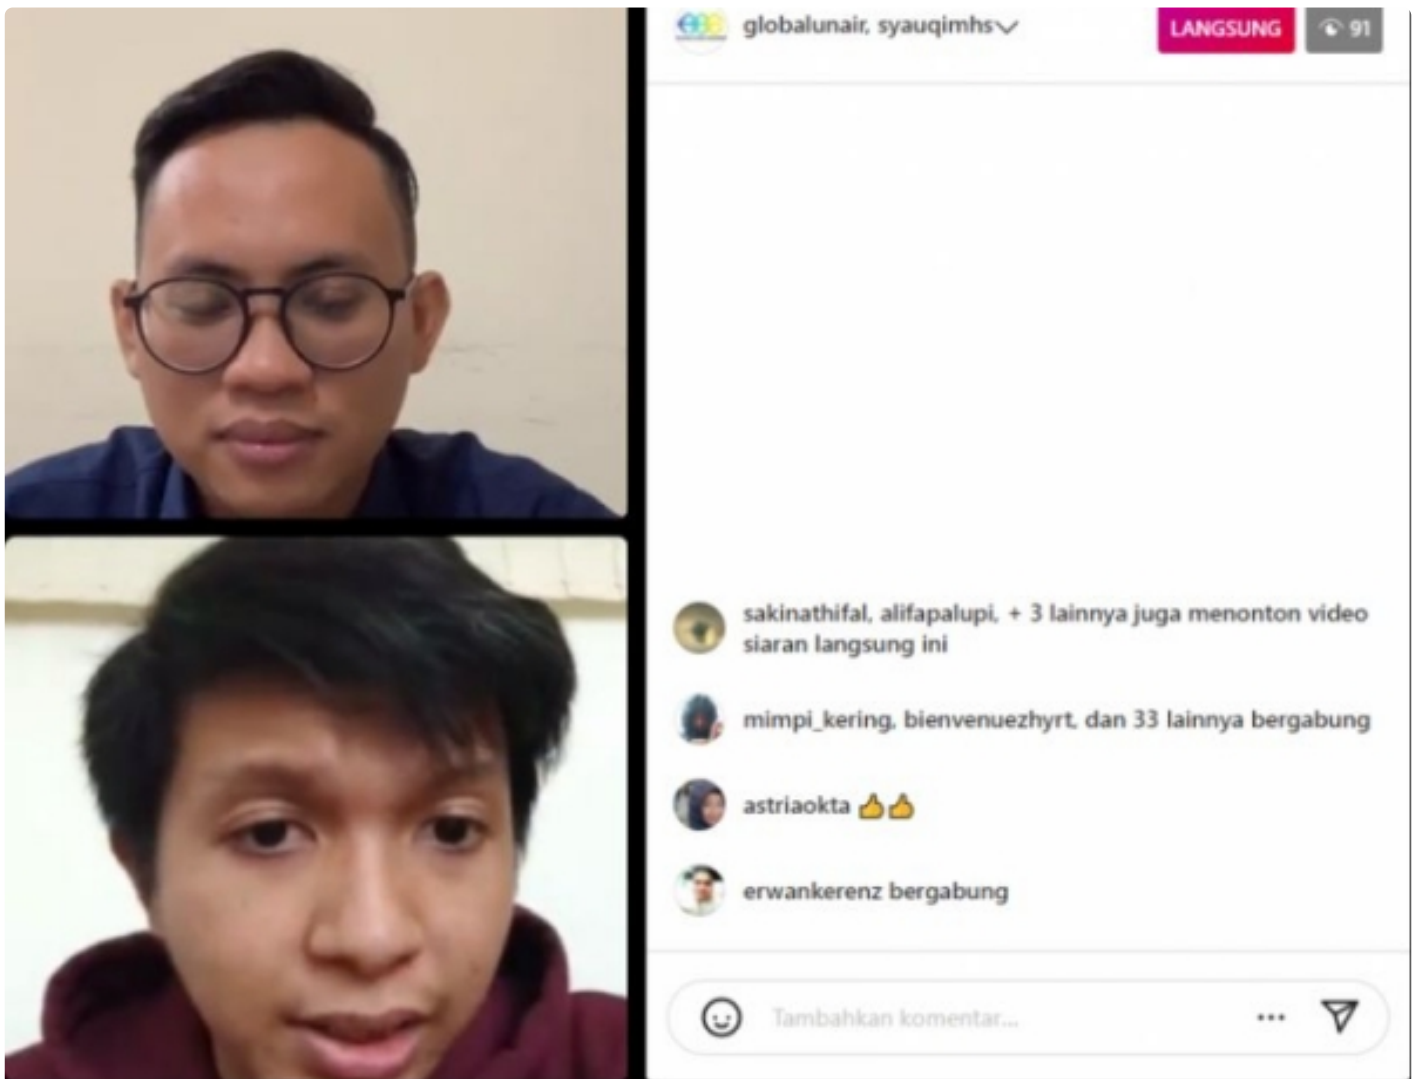 globalunair, syauqimhs
LANGSUNG
91
sakinathifal, alifapalupi, + 3 lainnya juga menonton video
siaran langsung ini
mimpi_kering, bienvenuezhyrt, dan 33 lainnya bergabung
astriaokta 👍👍
erwankerenz bergabung
Tambahkan komentar...